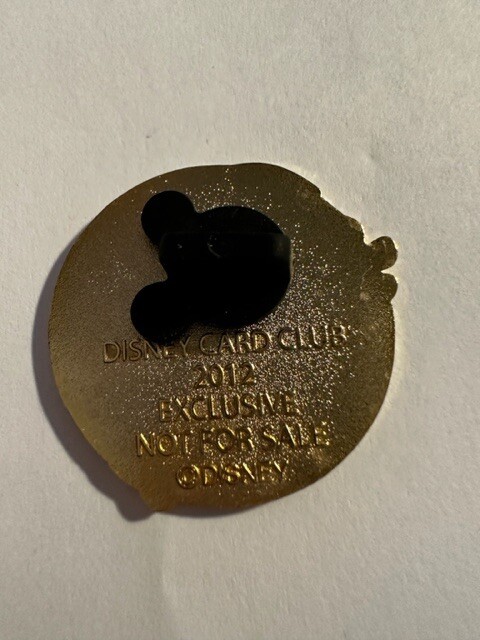 DISNEY CARD CLUB
2012
EXCLUSIVE
NOT FOR SALE
©DISNEY